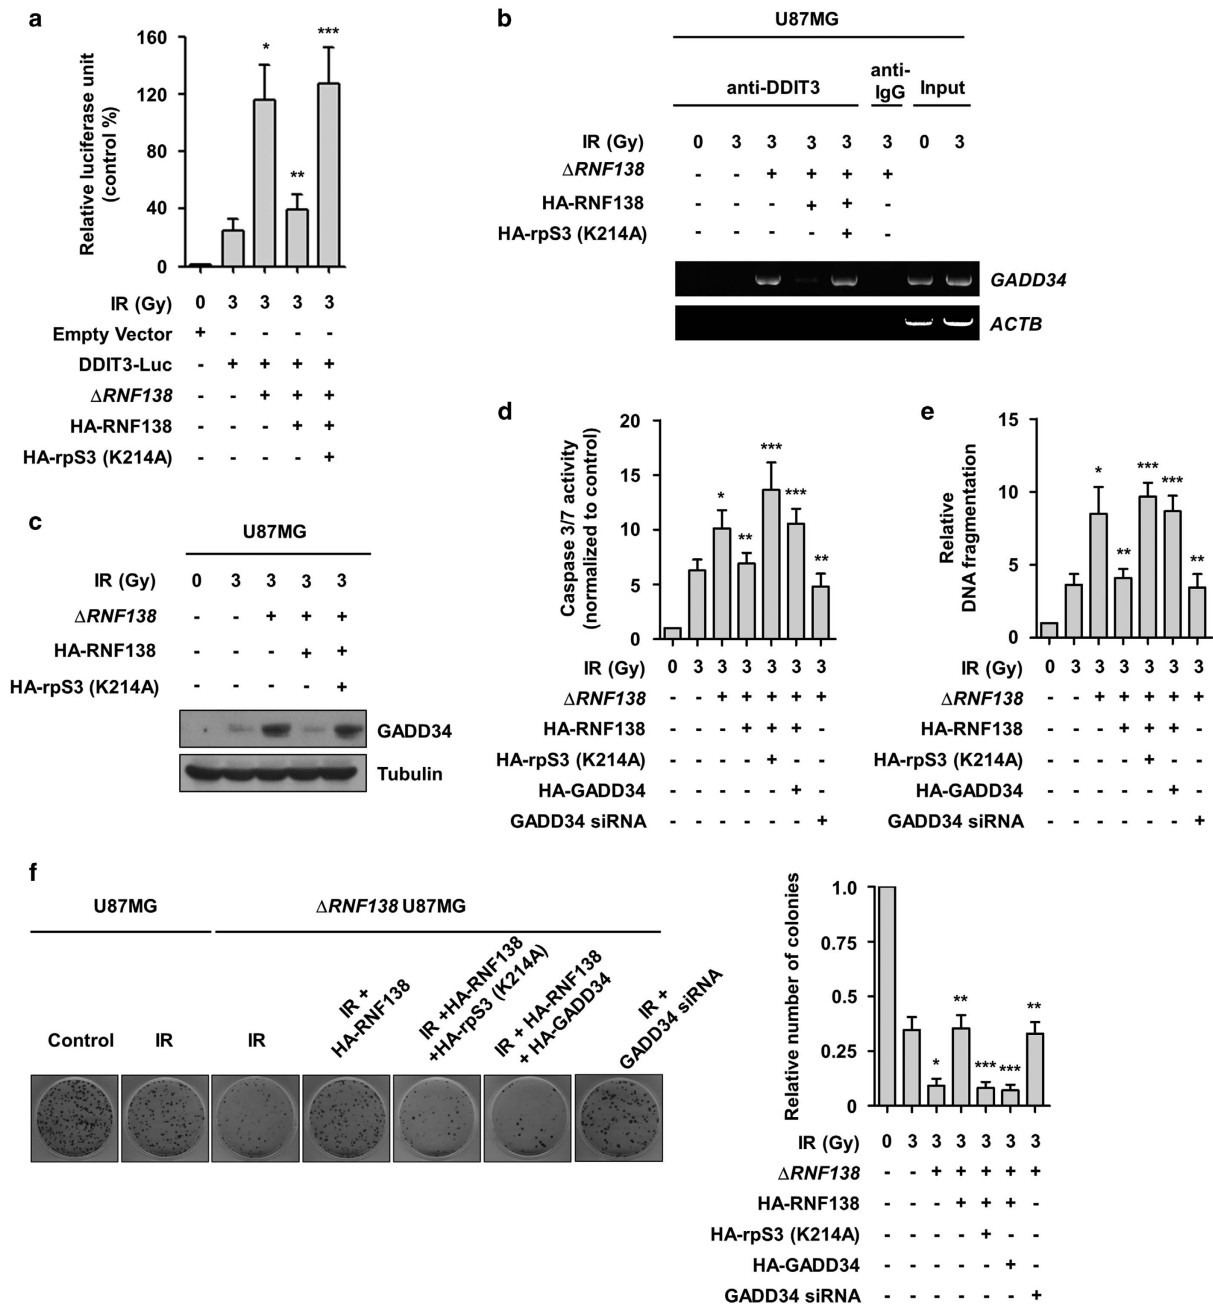 a
Relative luciferase unit
(control %)
160
120
80
40
0
* ** ***
IR (Gy) 0 3 3 3 3
Empty Vector + - - - -
DDIT3-Luc - + + + +
ΔRNF138 - - + + +
HA-RNF138 - - - + +
HA-rpS3 (K214A) - - - - +
b
U87MG
anti-DDIT3
anti-
IgG
Input
IR (Gy) 0 3 3 3 3 3 0 3
ΔRNF138 - - + + + +
HA-RNF138 - - - + + -
HA-rpS3 (K214A) - - - - + -
GADD34
ACTB
c
U87MG
IR (Gy) 0 3 3 3 3
ΔRNF138 - - + + +
HA-RNF138 - - - + +
HA-rpS3 (K214A) - - - - +
GADD34
Tubulin
d
Caspase 3/7 activity
(normalized to control)
20
15
10
5
0
* ** *** *** **
IR (Gy) 0 3 3 3 3 3 3
ΔRNF138 - - + + + + +
HA-RNF138 - - - + + + -
HA-rpS3 (K214A) - - - - + - -
HA-GADD34 - - - - - + -
GADD34 siRNA - - - - - - +
e
Relative
DNA fragmentation
15
10
5
0
* ** *** *** **
IR (Gy) 0 3 3 3 3 3 3
ΔRNF138 - - + + + + +
HA-RNF138 - - - + + + -
HA-rpS3 (K214A) - - - - + - -
HA-GADD34 - - - - - + -
GADD34 siRNA - - - - - - +
f
U87MG
ΔRNF138 U87MG
Control
IR
IR
IR +
HA-RNF138
IR +HA-RNF138
+HA-rpS3 (K214A)
IR + HA-RNF138
+ HA-GADD34
IR +
GADD34 siRNA
Relative number of colonies
1.0
0.75
0.5
0.25
0
* ** *** *** **
IR (Gy) 0 3 3 3 3 3 3
ΔRNF138 - - + + + + +
HA-RNF138 - - - + + + -
HA-rpS3 (K214A) - - - - + - -
HA-GADD34 - - - - - + -
GADD34 siRNA - - - - - - +